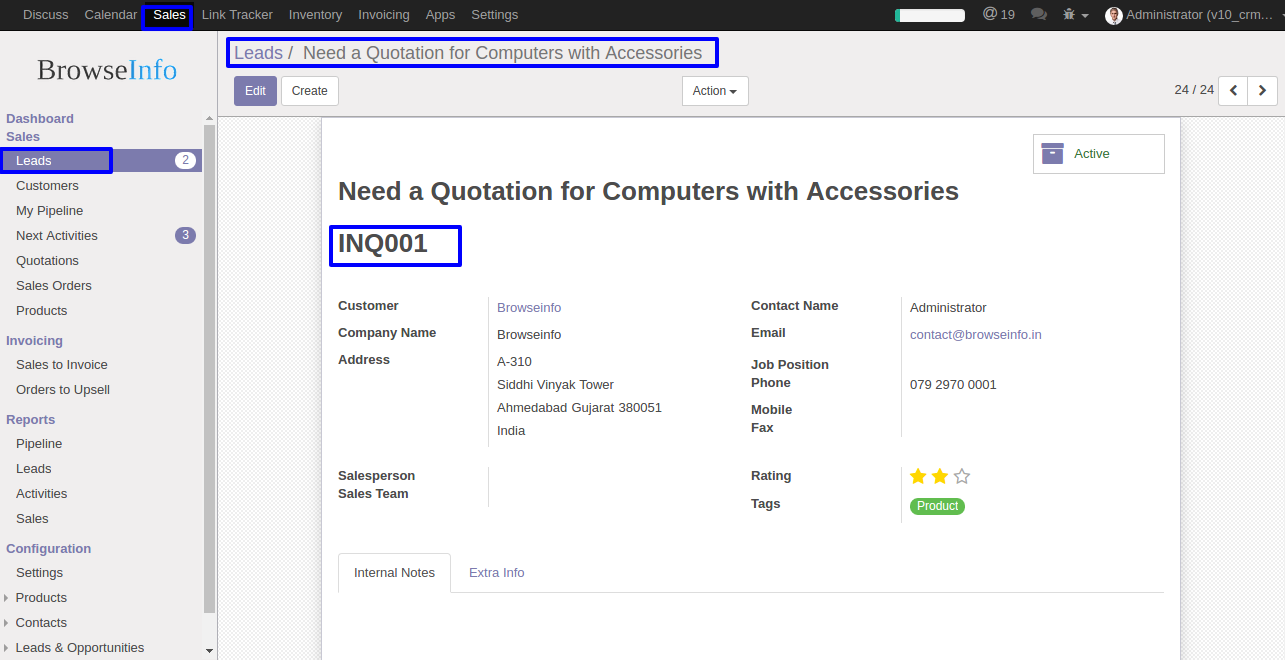 Discuss Calendar Sales Link Tracker Inventory Invoicing Apps Settings @ 19 Administrator (v10_crm...
BrowseInfo
Leads / Need a Quotation for Computers with Accessories
Edit Create Action 24 / 24
Dashboard
Sales
Leads 2
Customers
My Pipeline
Next Activities 3
Quotations
Sales Orders
Products
Invoicing
Sales to Invoice
Orders to Upsell
Reports
Pipeline
Leads
Activities
Sales
Configuration
Settings
Products
Contacts
Leads & Opportunities
Active
Need a Quotation for Computers with Accessories
INQ001
Customer Browseinfo
Company Name Browseinfo
Address A-310
Siddhi Vinyak Tower
Ahmedabad Gujarat 380051
India
Contact Name Administrator
Email contact@browseinfo.in
Job Position
Phone 079 2970 0001
Mobile
Fax
Salesperson
Sales Team
Rating
Tags Product
Internal Notes Extra Info